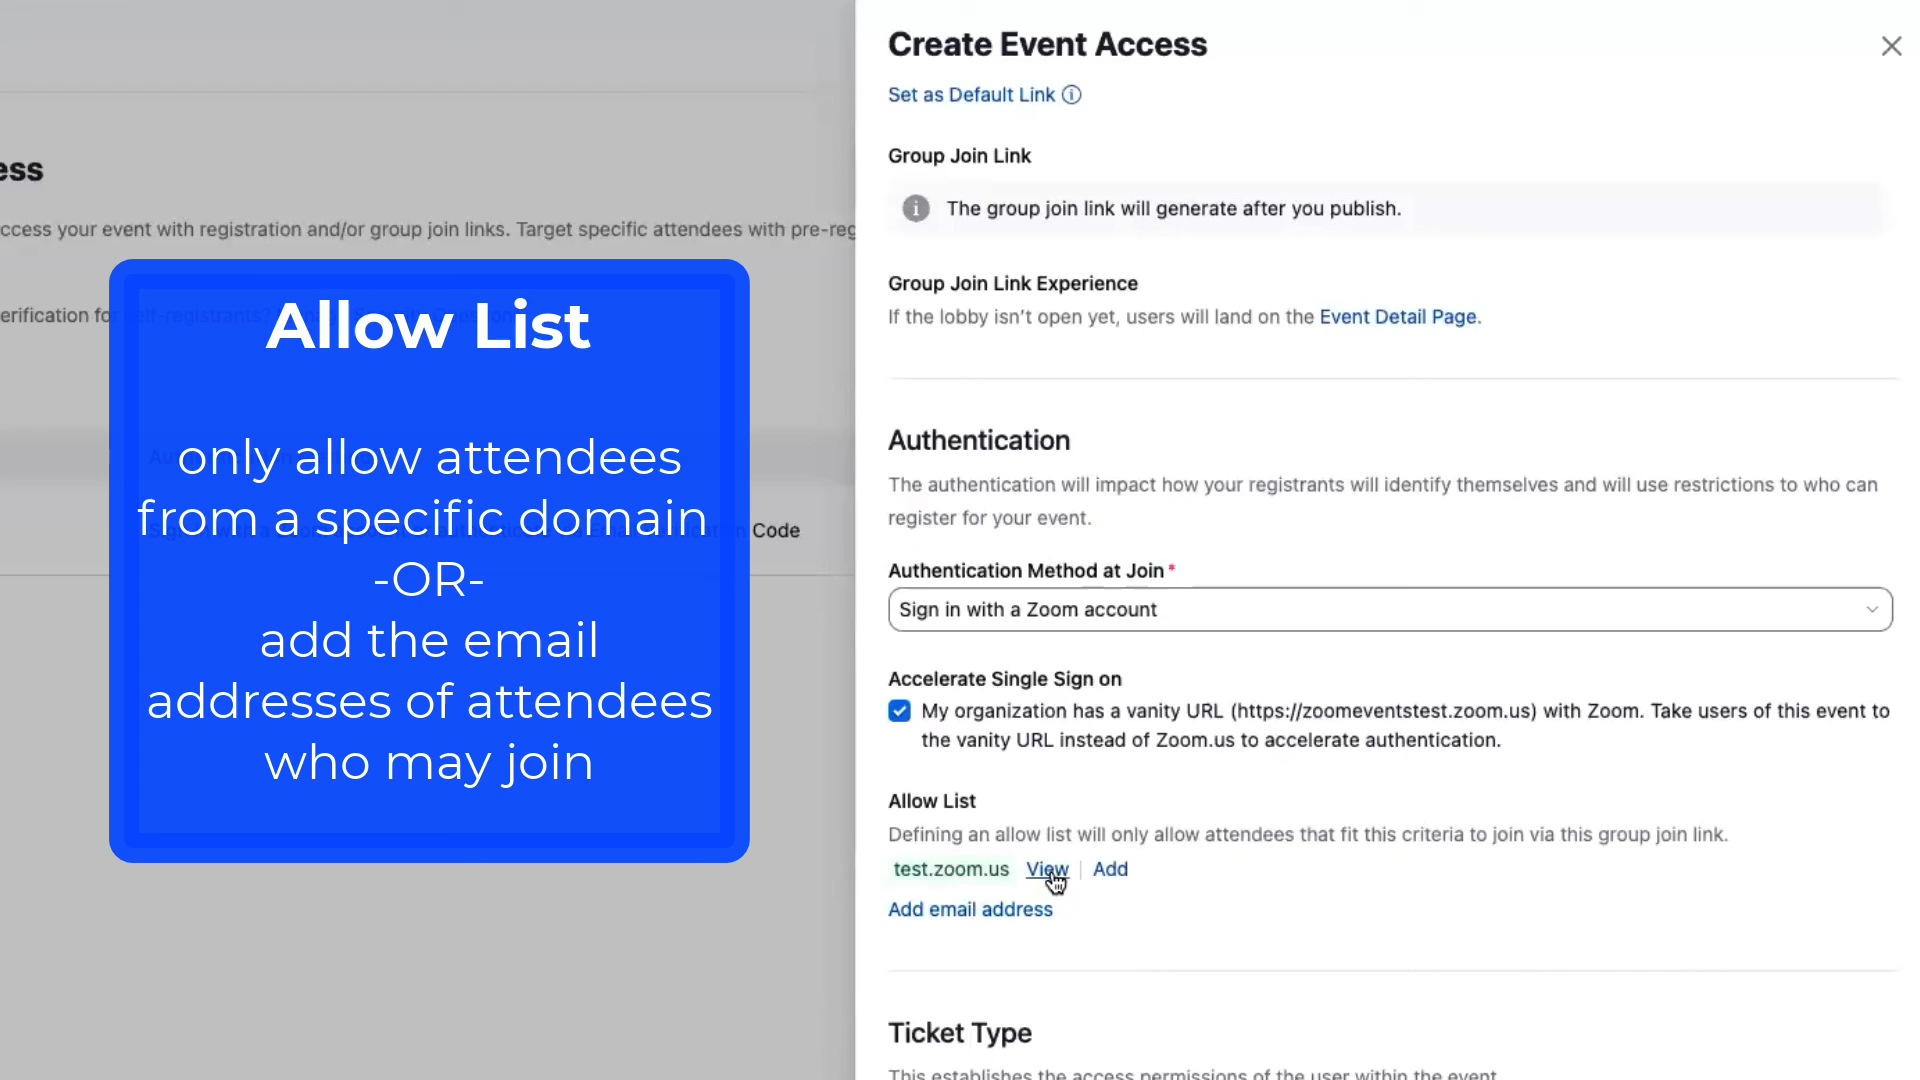 Create Event Access
Set as Default Link
Group Join Link
The group join link will generate after you publish.
Group Join Link Experience
If the lobby isn't open yet, users will land on the Event Detail Page.
Authentication
The authentication will impact how your registrants will identify themselves and will use restrictions to who can
register for your event.
Authentication Method at Join *
Sign in with a Zoom account
Accelerate Single Sign on
My organization has a vanity URL (https://zoomeventstest.zoom.us) with Zoom. Take users of this event to
the vanity URL instead of Zoom.us to accelerate authentication.
Allow List
Defining an allow list will only allow attendees that fit this criteria to join via this group join link.
test.zoom.us View | Add
Add email address
Ticket Type
This establishes the access permissions of the user within the event
ess
ccess your event with registration and/or group join links. Target specific attendees with pre-reg
erification for self-registrants?
Code
Allow List
only allow attendees
from a specific domain
-OR-
add the email
addresses of attendees
who may join